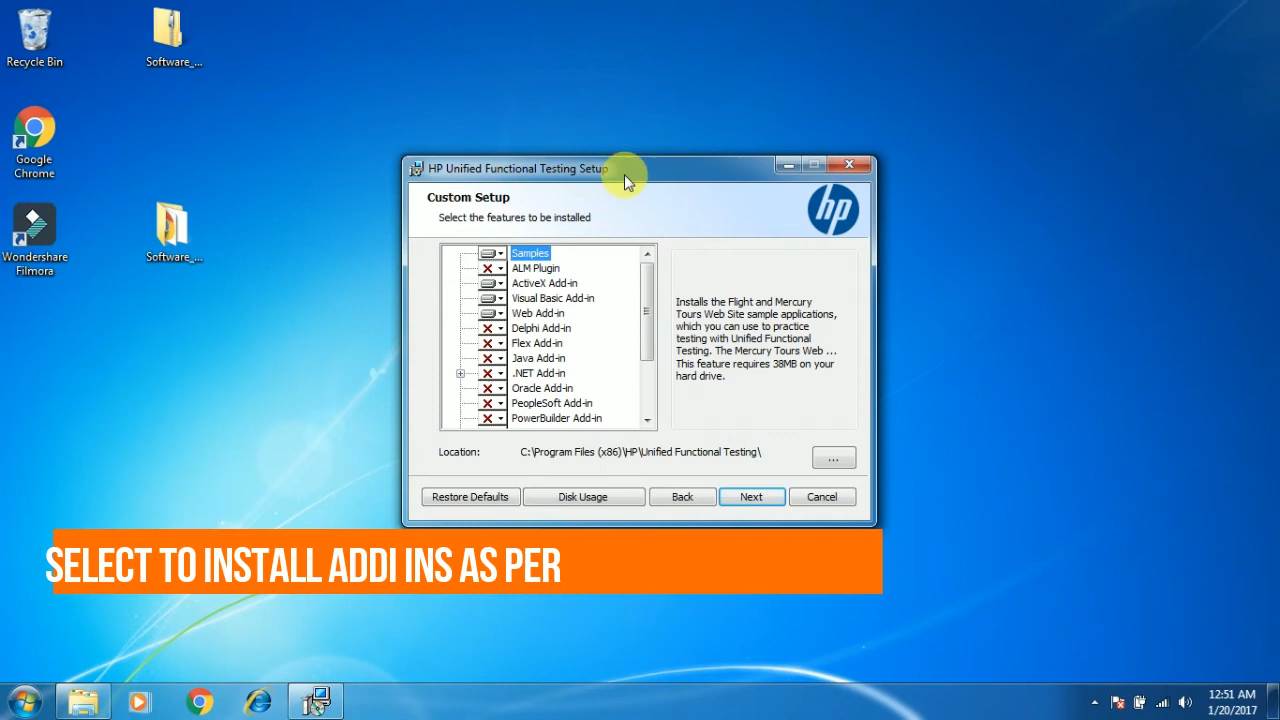 Recycle Bin
Software_...
Google
Chrome
Wondershare
Filmora
Software_...
HP Unified Functional Testing Setup
Custom Setup
Select the features to be installed
hp
Samples
ALM Plugin
ActiveX Add-in
Visual Basic Add-in
Web Add-in
Delphi Add-in
Flex Add-in
Java Add-in
.NET Add-in
Oracle Add-in
PeopleSoft Add-in
PowerBuilder Add-in
Installs the Flight and Mercury
Tours Web Site sample applications,
which you can use to practice
testing with Unified Functional
Testing. The Mercury Tours Web ...
This feature requires 38MB on your
hard drive.
Location: C:\Program Files (x86)\HP\Unified Functional Testing\
...
Restore Defaults Disk Usage Back Next Cancel
SELECT TO INSTALL ADDI INS AS PER
12:51 AM
1/20/2017